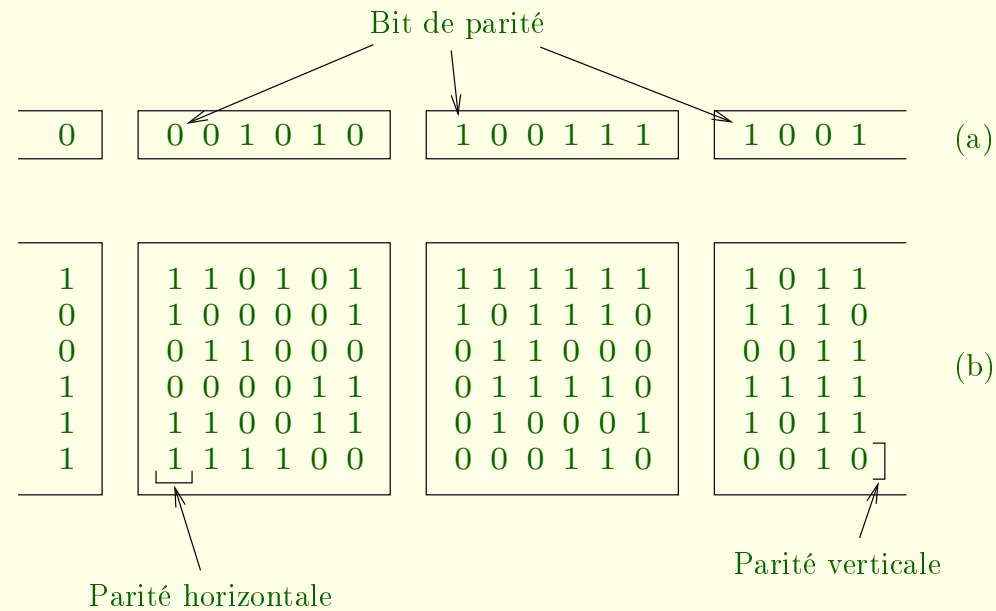 Bit de parité
0 0 0 1 0 1 0 1 0 0 1 1 1 1 0 0 1 (a)
1 1 1 0 1 0 1 1 1 1 1 1 1 1 0 1 1
0 1 0 0 0 0 1 1 0 1 1 1 0 1 1 1 0
0 0 1 1 0 0 0 0 1 1 0 0 0 0 0 1 1
(b)
1 0 0 0 0 1 1 0 1 1 1 1 0 1 1 1 1
1 1 1 0 0 1 1 0 1 0 0 0 1 1 0 1 1
1 1 1 1 1 0 0 0 0 0 1 1 0 0 0 1 0
Parité verticale
Parité horizontale